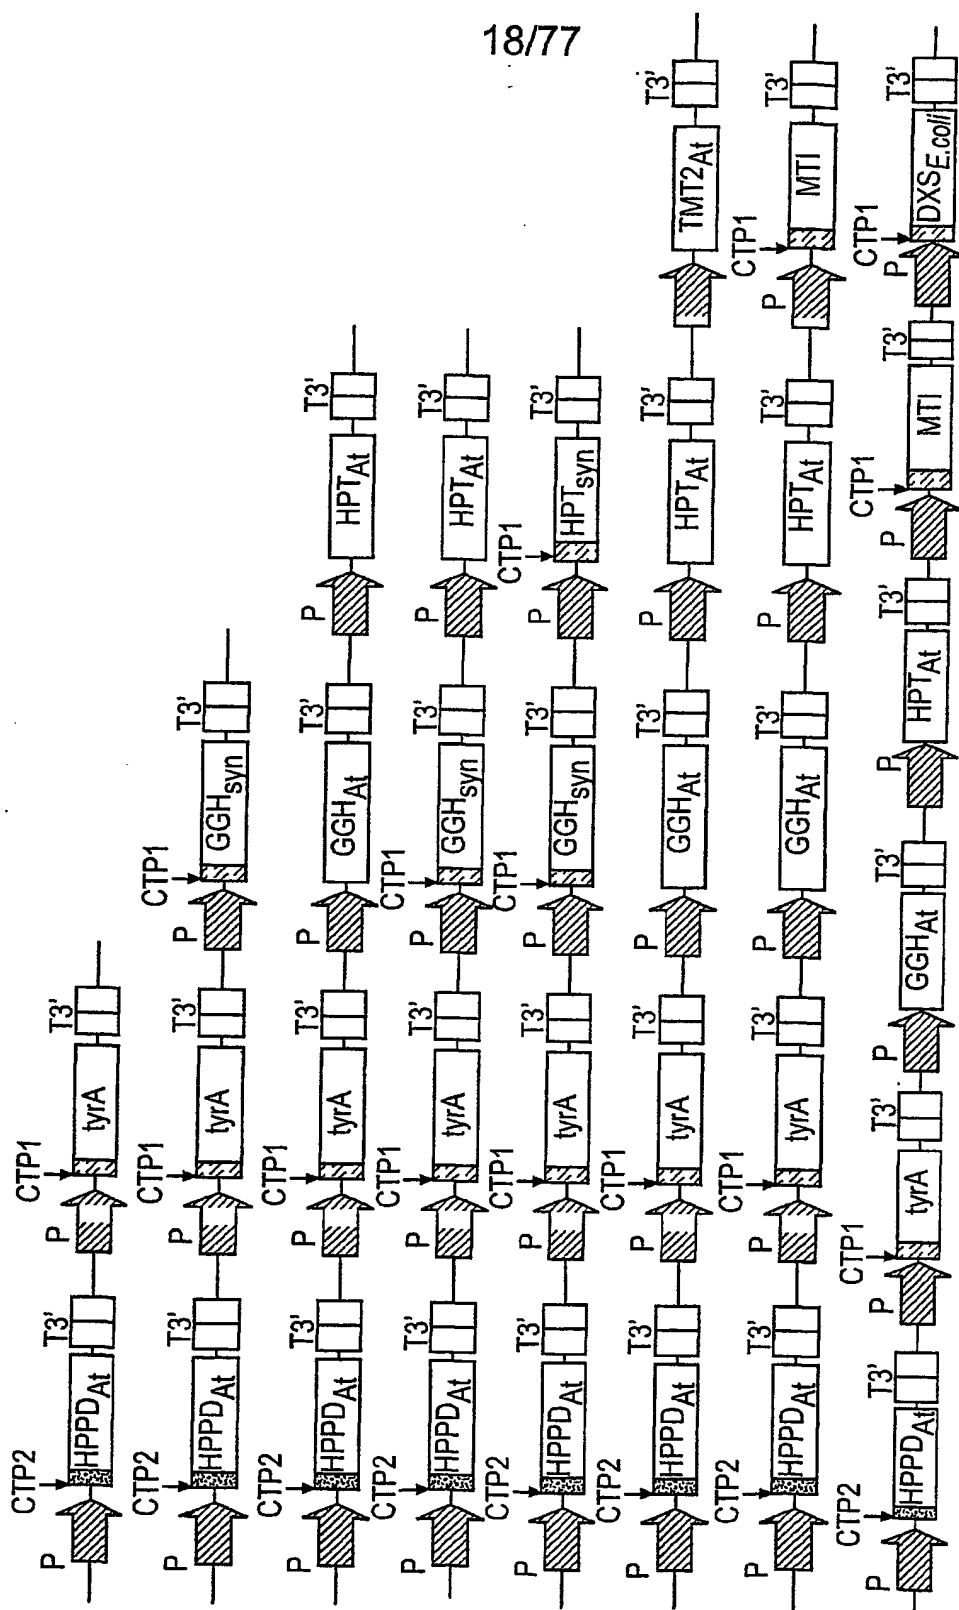 18/77
P CTP2 HPPDAt T3' P CTP1 tyrA T3'
P CTP2 HPPDAt T3' P CTP1 tyrA T3' P CTP1 GGHsyn T3'
P CTP2 HPPDAt T3' P CTP1 tyrA T3' P GGHAt T3' P HPTAt T3'
P CTP2 HPPDAt T3' P CTP1 tyrA T3' P CTP1 GGHsyn T3' P HPTAt T3'
P CTP2 HPPDAt T3' P CTP1 tyrA T3' P CTP1 GGHsyn T3' P CTP1 HPTsyn T3'
P CTP2 HPPDAt T3' P CTP1 tyrA T3' P GGHAt T3' P HPTAt T3' TMT2At T3'
P CTP2 HPPDAt T3' P CTP1 tyrA T3' P GGHAt T3' P HPTAt T3' P CTP1 MTI T3'
P CTP2 HPPDAt T3' P CTP1 tyrA T3' P GGHAt T3' P HPTAt T3' P CTP1 MTI T3' P CTP1 DXSE.coli T3'